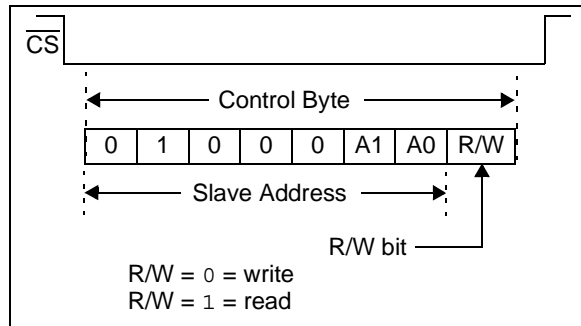 CS
Control Byte
0 1 0 0 0 A1 A0 R/W
Slave Address
R/W bit
R/W = 0 = write
R/W = 1 = read